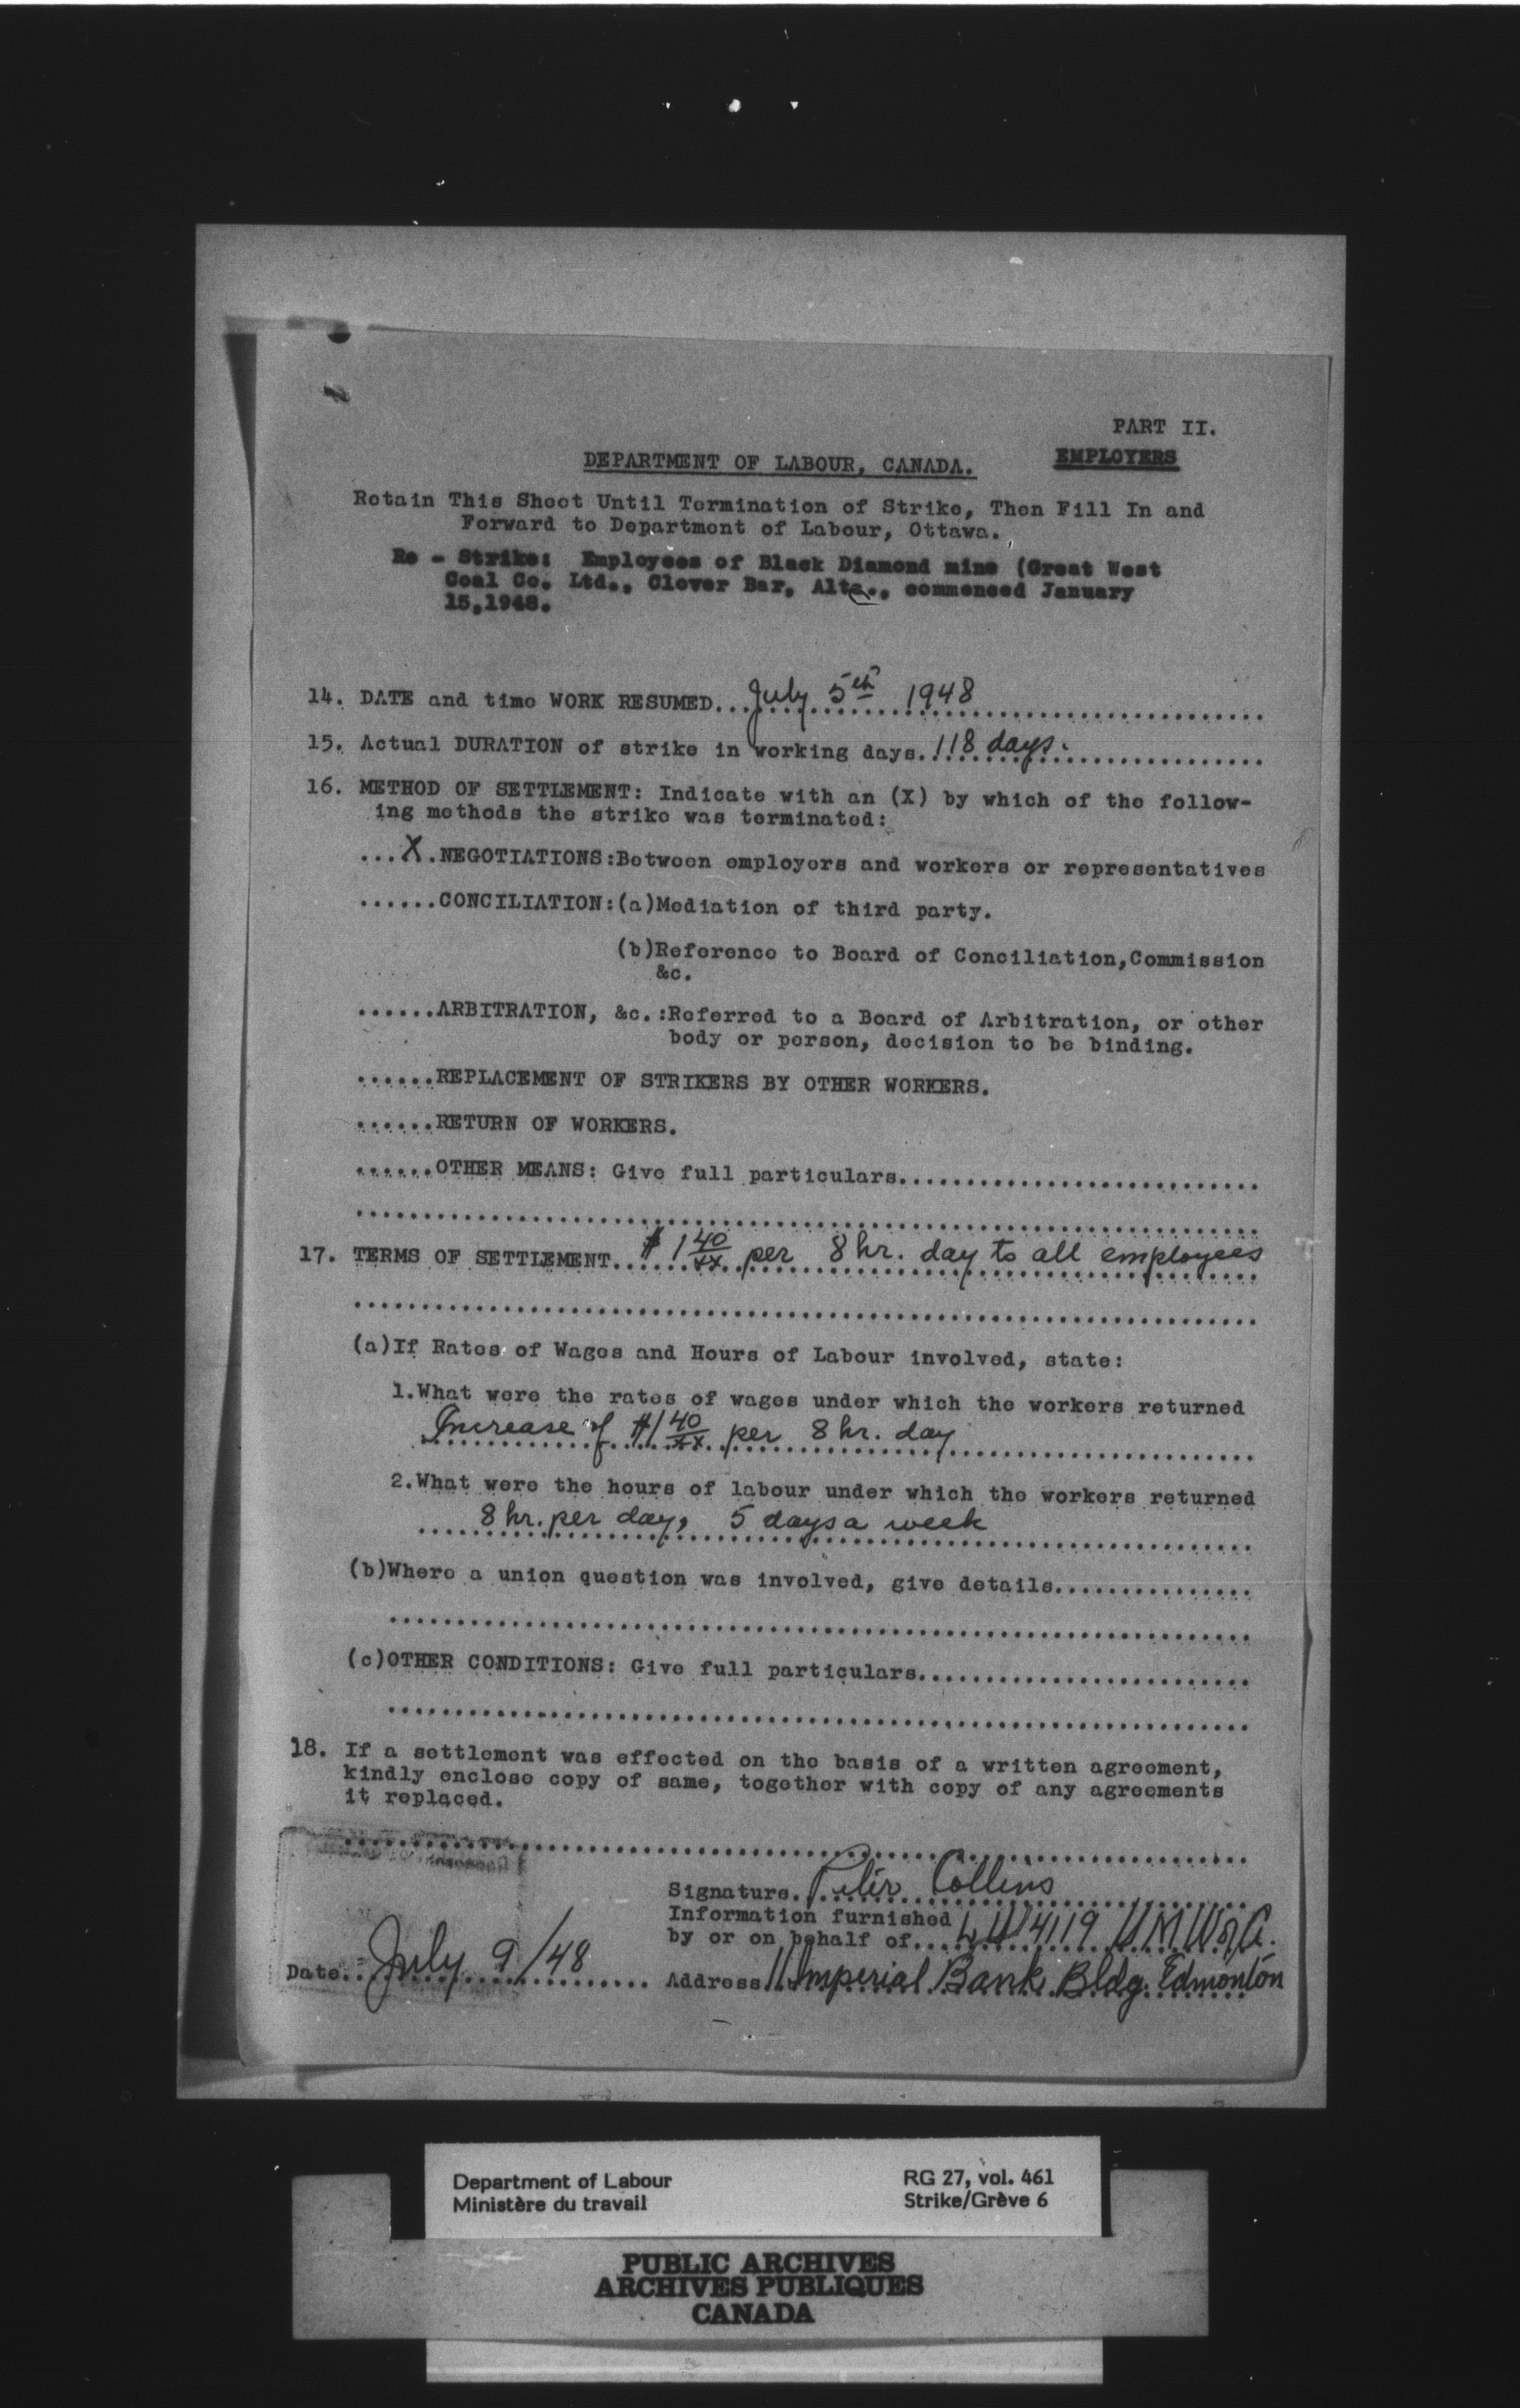 PART II.
DEPARTMENT OF LABOUR, CANADA. EMPLOYERS
Retain This Sheet Until Termination of Strike, Then Fill In and
Forward to Department of Labour, Ottawa.
Re - Strike: Employees of Black Diamond mine (Great West
Coal Co. Ltd., Clover Bar, Alta., commenced January
15,1948.
14. DATE and time WORK RESUMED...July 5th 1948
15. Actual DURATION of strike in working days.118 days.
16. METHOD OF SETTLEMENT: Indicate with an (X) by which of the follow-
ing methods the strike was terminated:
...X.NEGOTIATIONS:Between employers and workers or representatives
......CONCILIATION:(a)Mediation of third party.
(b)Reference to Board of Conciliation,Commission
&c.
......ARBITRATION, &c.:Referred to a Board of Arbitration, or other
body or person, decision to be binding.
......REPLACEMENT OF STRIKERS BY OTHER WORKERS.
......RETURN OF WORKERS.
......OTHER MEANS: Give full particulars...........................
17. TERMS OF SETTLEMENT...$1 40/xx per 8 hr. day to all employees
(a)If Rates of Wages and Hours of Labour involved, state:
1.What were the rates of wages under which the workers returned
Increase of $1 40/xx per 8 hr. day
2.What were the hours of labour under which the workers returned
8 hr. per day, 5 days a week
(b)Where a union question was involved, give details...............
(c)OTHER CONDITIONS: Give full particulars.........................
18. If a settlement was effected on the basis of a written agreement,
kindly enclose copy of same, together with copy of any agreements
it replaced.
Signature. Peter Collins
Information furnished
by or on behalf of... L U 4119 U M W of A.
Date..July 9/48 Address Imperial Bank Bldg. Edmonton
Department of Labour RG 27, vol. 461
Ministère du travail Strike/Grève 6
PUBLIC ARCHIVES
ARCHIVES PUBLIQUES
CANADA